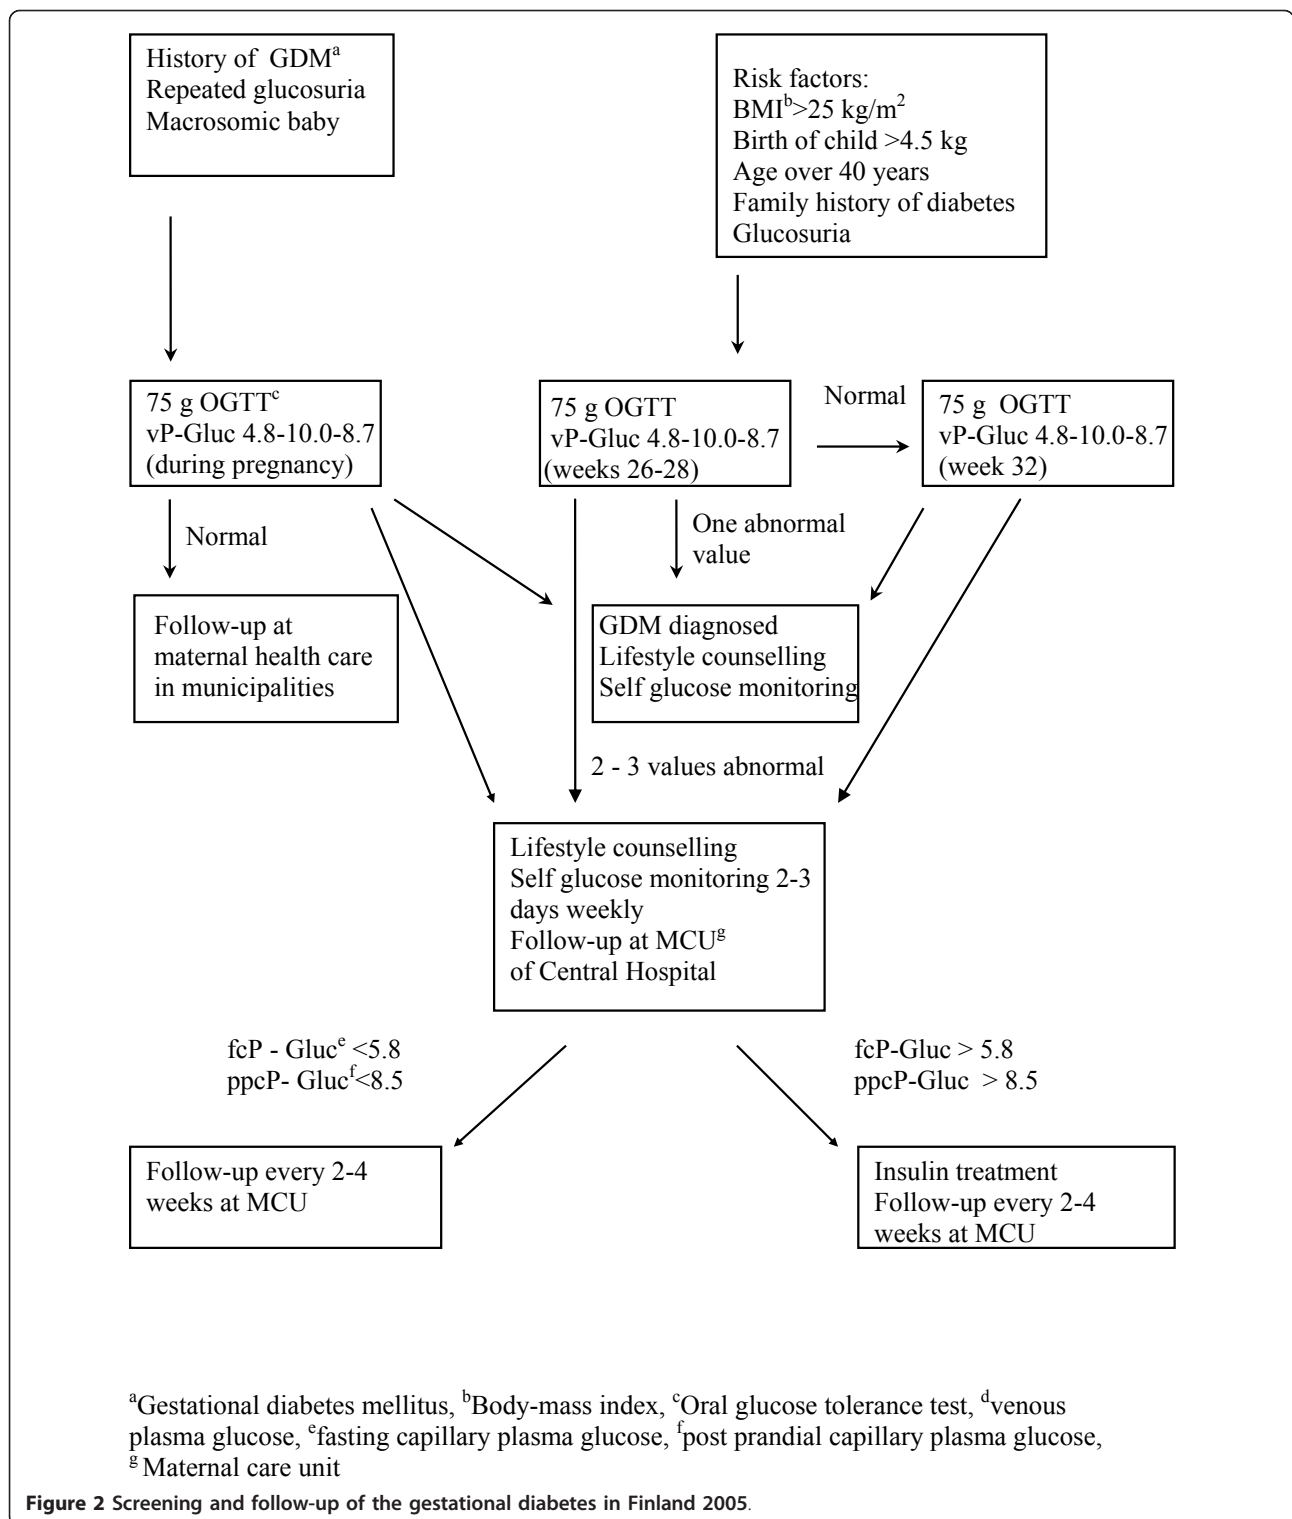 History of GDMᵃ
Repeated glucosuria
Macrosomic baby
Risk factors:
BMIᵇ>25 kg/m²
Birth of child >4.5 kg
Age over 40 years
Family history of diabetes
Glucosuria
75 g OGTTᶜ
vP-Gluc 4.8-10.0-8.7
(during pregnancy)
75 g OGTT
vP-Gluc 4.8-10.0-8.7
(weeks 26-28)
Normal
75 g OGTT
vP-Gluc 4.8-10.0-8.7
(week 32)
Normal
One abnormal
value
Follow-up at
maternal health care
in municipalities
GDM diagnosed
Lifestyle counselling
Self glucose monitoring
2 - 3 values abnormal
Lifestyle counselling
Self glucose monitoring 2-3
days weekly
Follow-up at MCUᵍ
of Central Hospital
fcP - Glucᵉ <5.8
ppcP- Glucᶠ<8.5
fcP-Gluc > 5.8
ppcP-Gluc > 8.5
Follow-up every 2-4
weeks at MCU
Insulin treatment
Follow-up every 2-4
weeks at MCU
ᵃGestational diabetes mellitus, ᵇBody-mass index, ᶜOral glucose tolerance test, ᵈvenous
plasma glucose, ᵉfasting capillary plasma glucose, ᶠpost prandial capillary plasma glucose,
ᵍ Maternal care unit
Figure 2 Screening and follow-up of the gestational diabetes in Finland 2005.